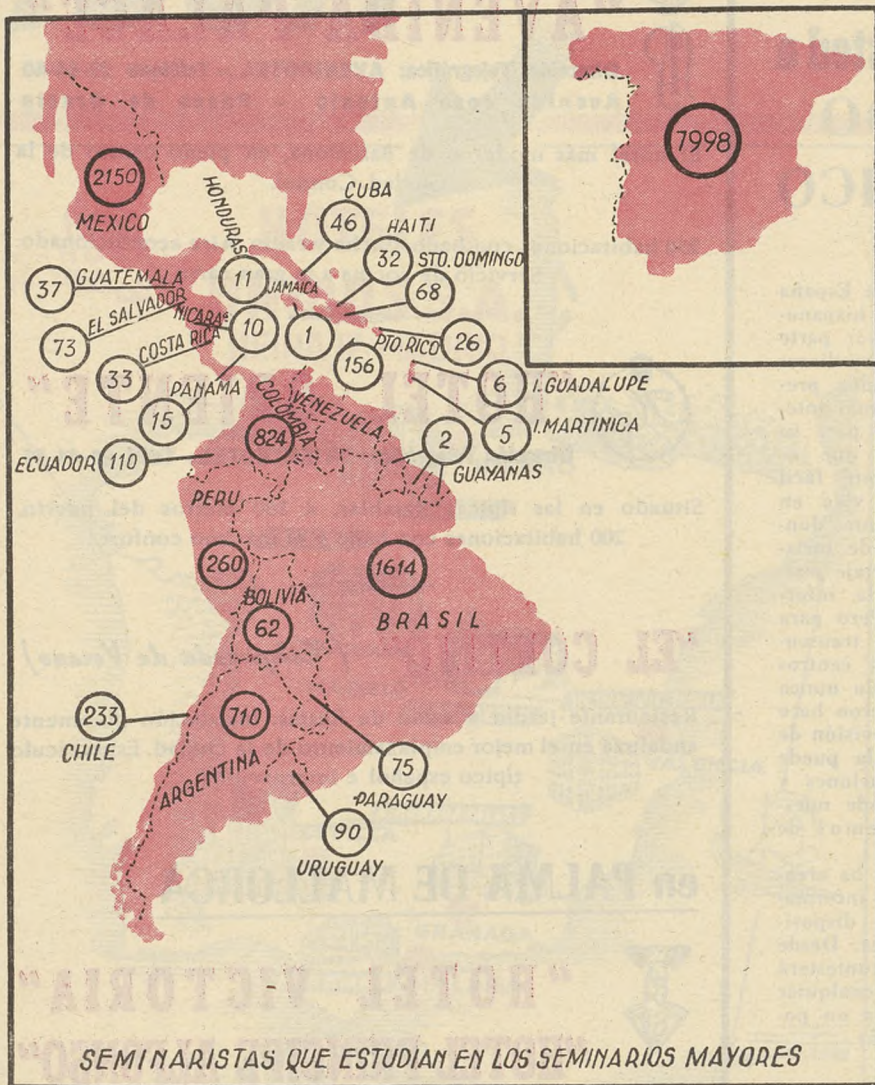 7998
2150
MEXICO
HONDURAS
11
CUBA
46
HAITI
32
STO. DOMINGO
68
37
GUATEMALA
EL SALVADOR
73
NICARª
10
JAMAICA
1
COSTA RICA
33
PTO. RICO
26
156
6
I. GUADALUPE
PANAMA
15
5
I. MARTINICA
COLOMBIA
824
VENEZUELA
2
GUAYANAS
ECUADOR
110
PERU
260
1614
BRASIL
BOLIVIA
62
233
CHILE
710
ARGENTINA
75
PARAGUAY
90
URUGUAY
SEMINARISTAS QUE ESTUDIAN EN LOS SEMINARIOS MAYORES